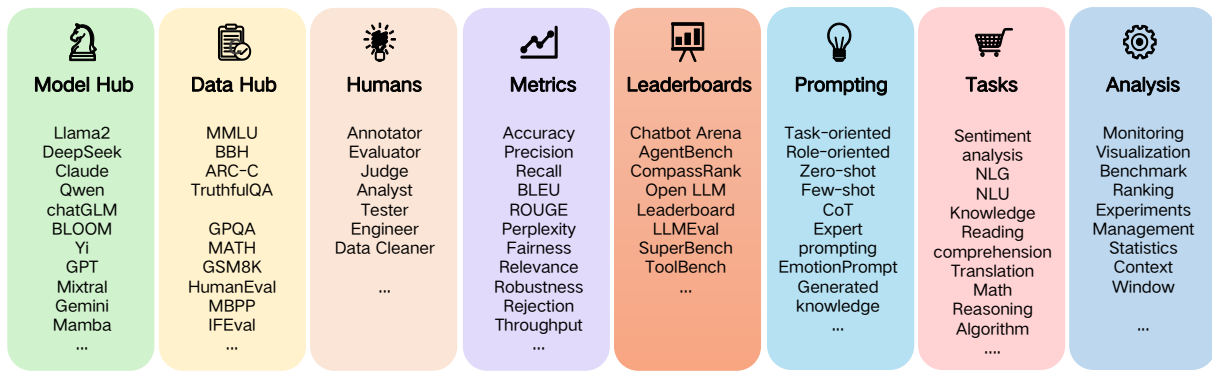 Model Hub
Llama2
DeepSeek
Claude
Qwen
chatGLM
BLOOM
Yi
GPT
Mixtral
Gemini
Mamba
...
Data Hub
MMLU
BBH
ARC-C
TruthfulQA
GPQA
MATH
GSM8K
HumanEval
MBPP
IFEval
...
Humans
Annotator
Evaluator
Judge
Analyst
Tester
Engineer
Data Cleaner
...
Metrics
Accuracy
Precision
Recall
BLEU
ROUGE
Perplexity
Fairness
Relevance
Robustness
Rejection
Throughput
...
Leaderboards
Chatbot Arena
AgentBench
CompassRank
Open LLM
Leaderboard
LLMEval
SuperBench
ToolBench
...
Prompting
Task-oriented
Role-oriented
Zero-shot
Few-shot
CoT
Expert
prompting
EmotionPrompt
Generated
knowledge
...
Tasks
Sentiment
analysis
NLG
NLU
Knowledge
Reading
comprehension
Translation
Math
Reasoning
Algorithm
....
Analysis
Monitoring
Visualization
Benchmark
Ranking
Experiments
Management
Statistics
Context
Window
...